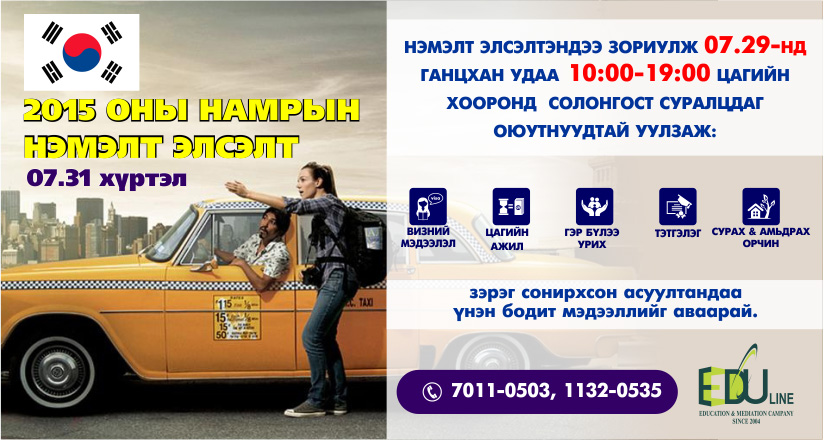 2015 ОНЫ НАМРЫН
НЭМЭЛТ ЭЛСЭЛТ
07.31 хүртэл
НЭМЭЛТ ЭЛСЭЛТЭНДЭЭ ЗОРИУЛЖ 07.29-НД
ГАНЦХАН УДАА 10:00-19:00 ЦАГИЙН
ХООРОНД СОЛОНГОСТ СУРАЛЦДАГ
ОЮУТНУУДТАЙ УУЛЗАЖ:
visa
ВИЗНИЙ
МЭДЭЭЛЭЛ
ЦАГИЙН
АЖИЛ
ГЭР БҮЛЭЭ
УРИХ
ТЭТГЭЛЭГ
СУРАХ & АМЬДРАХ
ОРЧИН
зэрэг сонирхсон асуултандаа
үнэн бодит мэдээллийг аваарай.
7011-0503, 1132-0535
EDU LINE
EDUCATION & MEDIATION CAMPANY
SINCE 2004
TAXI